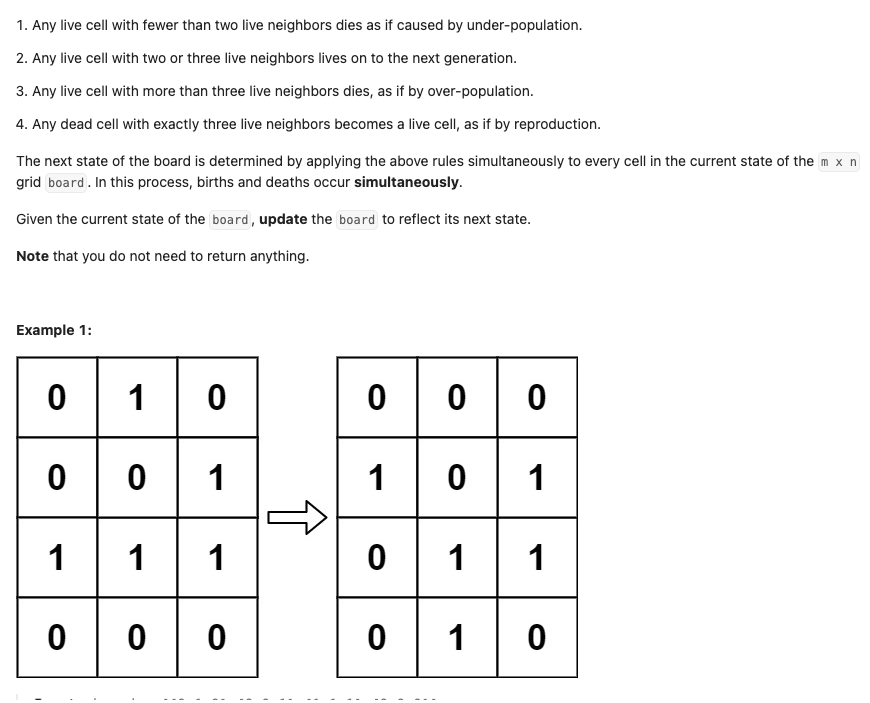 1. Any live cell with fewer than two live neighbors dies as if caused by under-population.
2. Any live cell with two or three live neighbors lives on to the next generation.
3. Any live cell with more than three live neighbors dies, as if by over-population.
4. Any dead cell with exactly three live neighbors becomes a live cell, as if by reproduction.
The next state of the board is determined by applying the above rules simultaneously to every cell in the current state of the m x n
grid board. In this process, births and deaths occur simultaneously.
Given the current state of the board, update the board to reflect its next state.
Note that you do not need to return anything.
Example 1:
0 1 0 0 0 0
0 0 1 1 0 1
1 1 1 0 1 1
0 0 0 0 1 0